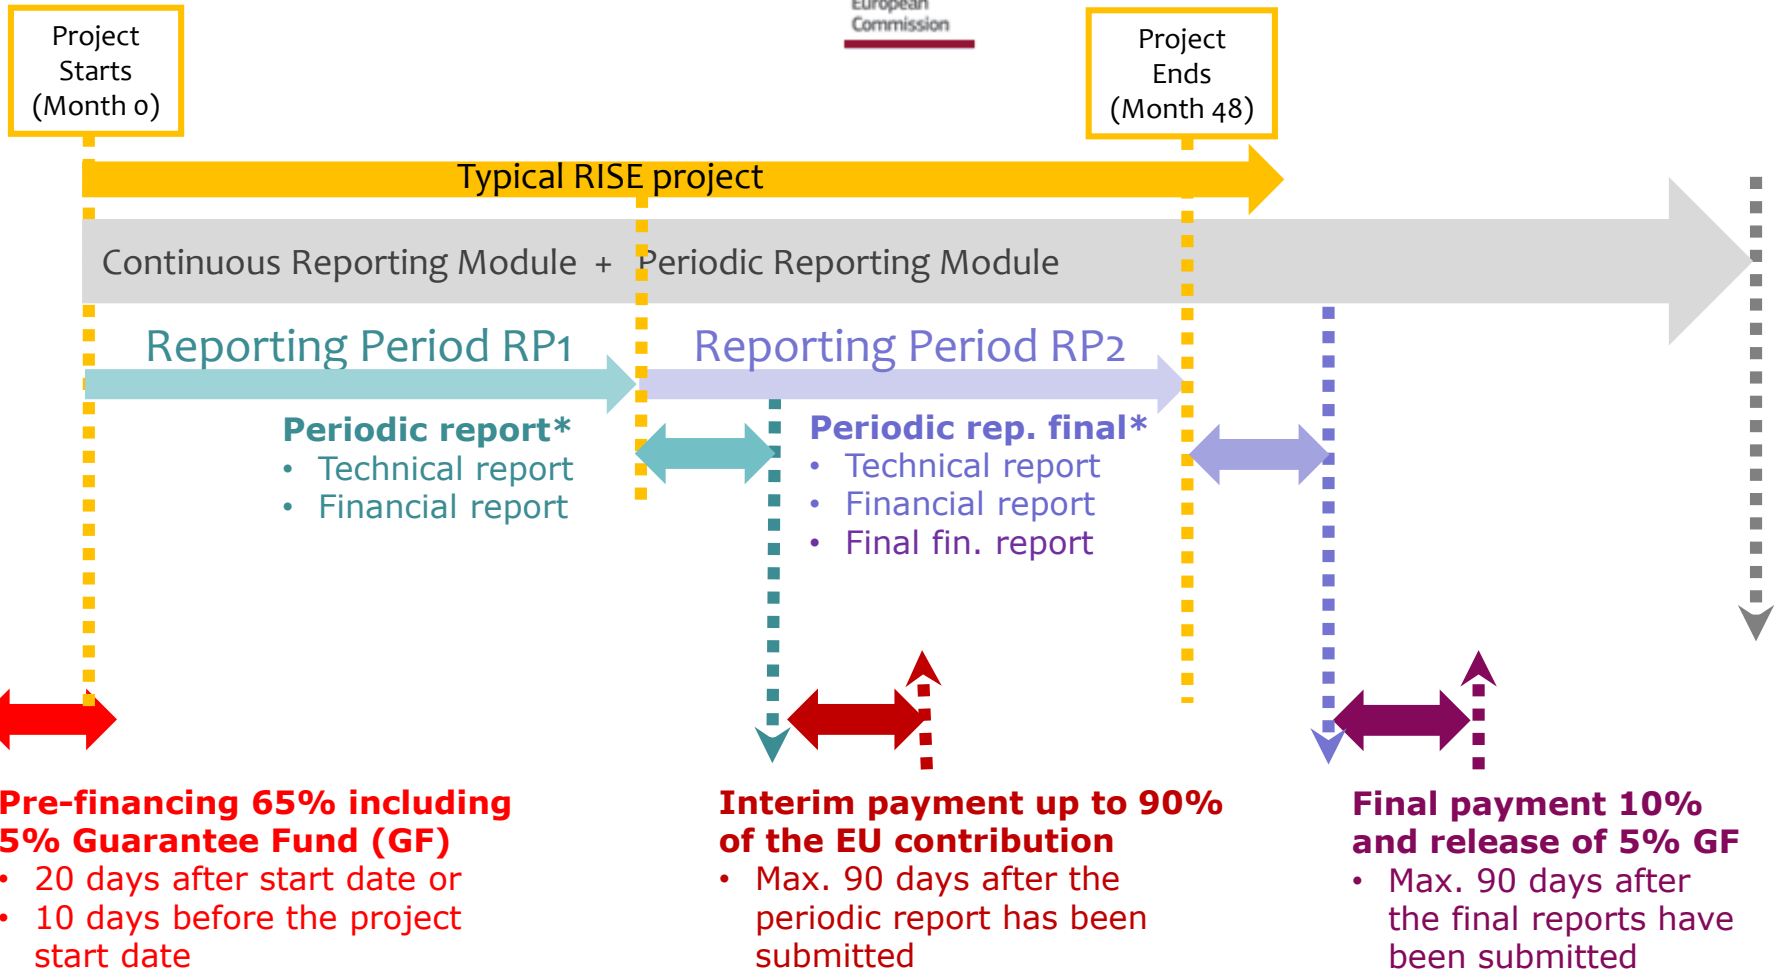 European
Commission
Project
Starts
(Month 0)
Project
Ends
(Month 48)
Typical RISE project
Continuous Reporting Module + Periodic Reporting Module
Reporting Period RP1
Reporting Period RP2
Periodic report*
• Technical report
• Financial report
Periodic rep. final*
• Technical report
• Financial report
• Final fin. report
Pre-financing 65% including
5% Guarantee Fund (GF)
• 20 days after start date or
• 10 days before the project
start date
Interim payment up to 90%
of the EU contribution
• Max. 90 days after the
periodic report has been
submitted
Final payment 10%
and release of 5% GF
• Max. 90 days after
the final reports have
been submitted